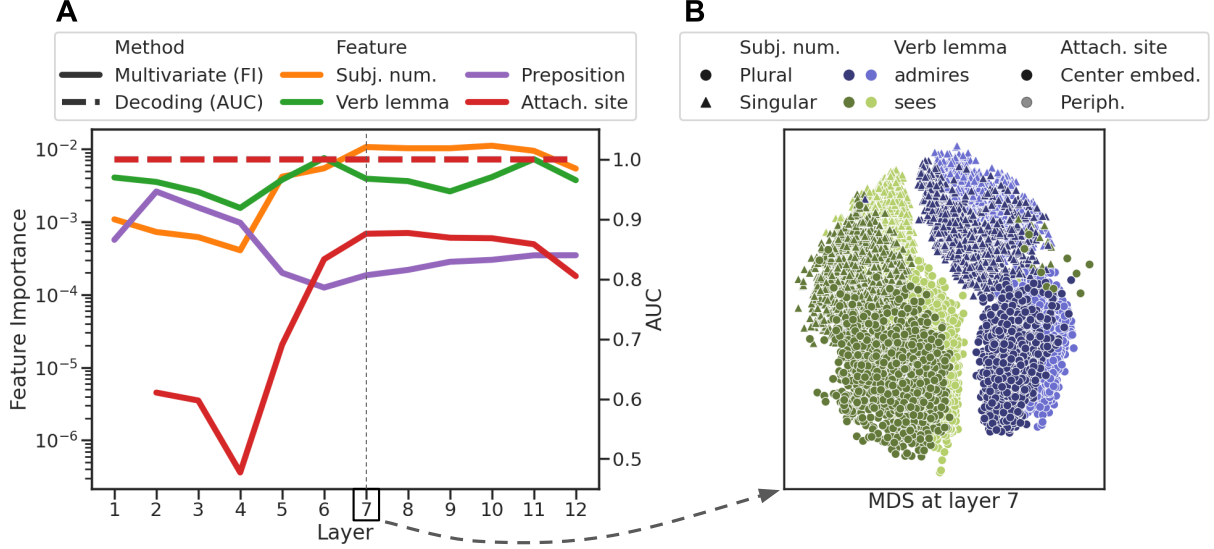 A
Method Feature
Multivariate (FI) Subj. num. Preposition
Decoding (AUC) Verb lemma Attach. site
Feature Importance
10⁻²
10⁻³
10⁻⁴
10⁻⁵
10⁻⁶
1.0
0.9
0.8
0.7
0.6
0.5
AUC
1 2 3 4 5 6 7 8 9 10 11 12
Layer
B
Subj. num. Verb lemma Attach. site
Plural admires Center embed.
Singular sees Periph.
MDS at layer 7